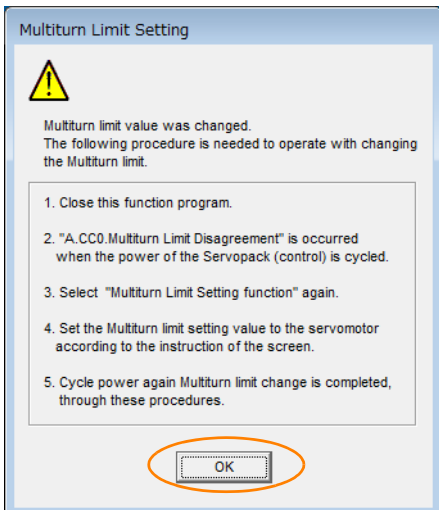 Multiturn Limit Setting
Multiturn limit value was changed.
The following procedure is needed to operate with changing
the Multiturn limit.
1. Close this function program.
2. "A.CC0.Multiturn Limit Disagreement" is occurred
when the power of the Servopack (control) is cycled.
3. Select "Multiturn Limit Setting function" again.
4. Set the Multiturn limit setting value to the servomotor
according to the instruction of the screen.
5. Cycle power again Multiturn limit change is completed,
through these procedures.
OK